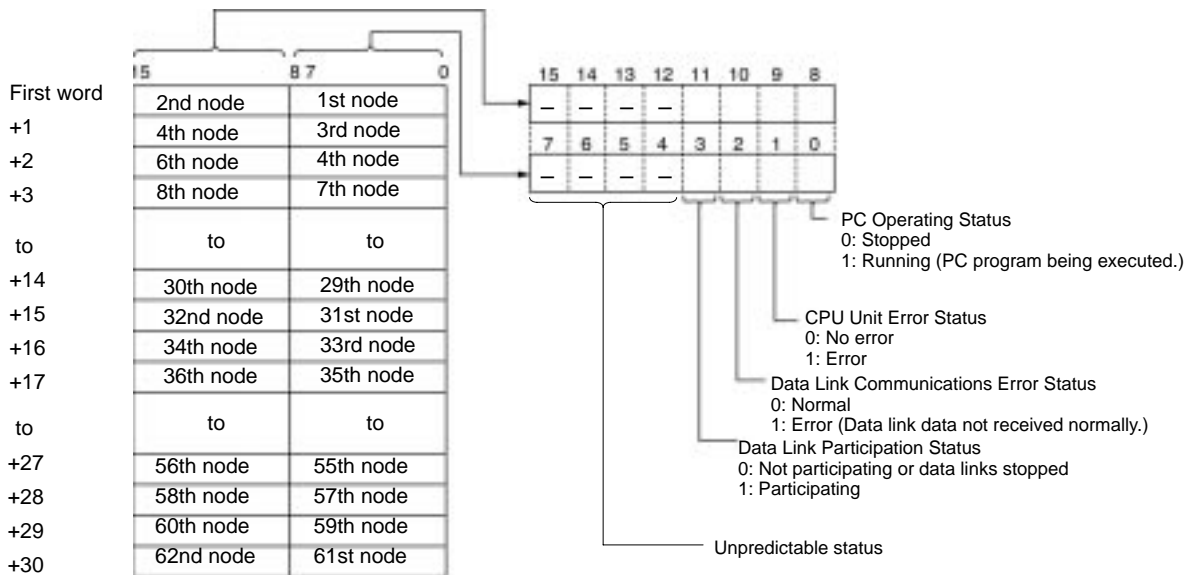 15 8 7 0
First word 2nd node 1st node
+1 4th node 3rd node
+2 6th node 4th node
+3 8th node 7th node
to to to
+14 30th node 29th node
+15 32nd node 31st node
+16 34th node 33rd node
+17 36th node 35th node
to to to
+27 56th node 55th node
+28 58th node 57th node
+29 60th node 59th node
+30 62nd node 61st node
15 14 13 12 11 10 9 8
– – – –
7 6 5 4 3 2 1 0
– – – –
PC Operating Status
0: Stopped
1: Running (PC program being executed.)
CPU Unit Error Status
0: No error
1: Error
Data Link Communications Error Status
0: Normal
1: Error (Data link data not received normally.)
Data Link Participation Status
0: Not participating or data links stopped
1: Participating
Unpredictable status